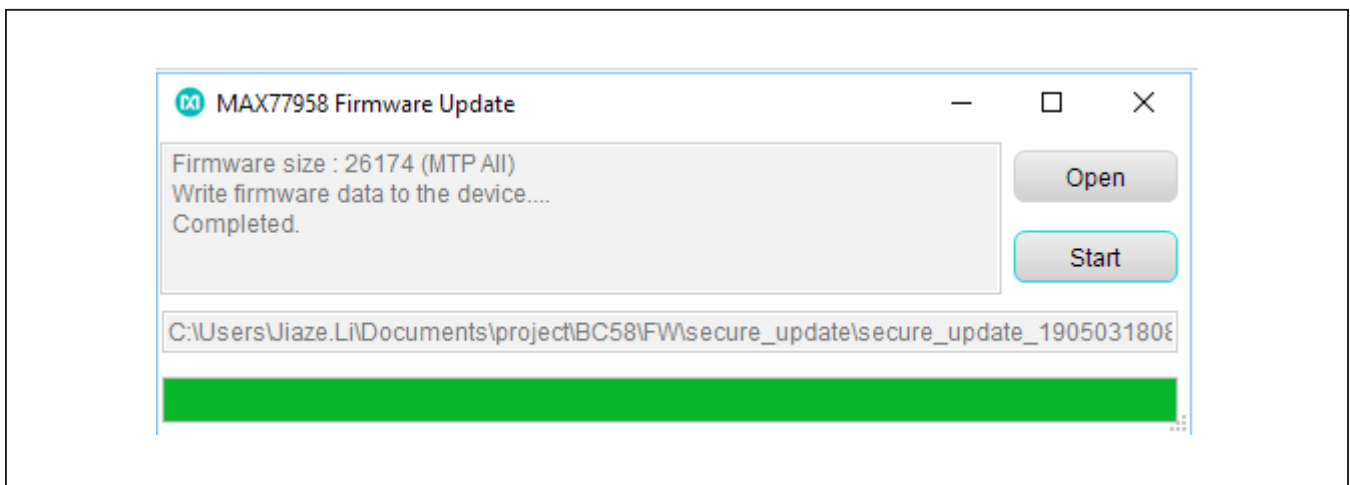 MAX77958 Firmware Update
Firmware size : 26174 (MTP All)
Write firmware data to the device....
Completed.
Open
Start
C:\Users\Jiaze.Li\Documents\project\BC58\FW\secure_update\secure_update_1905031808